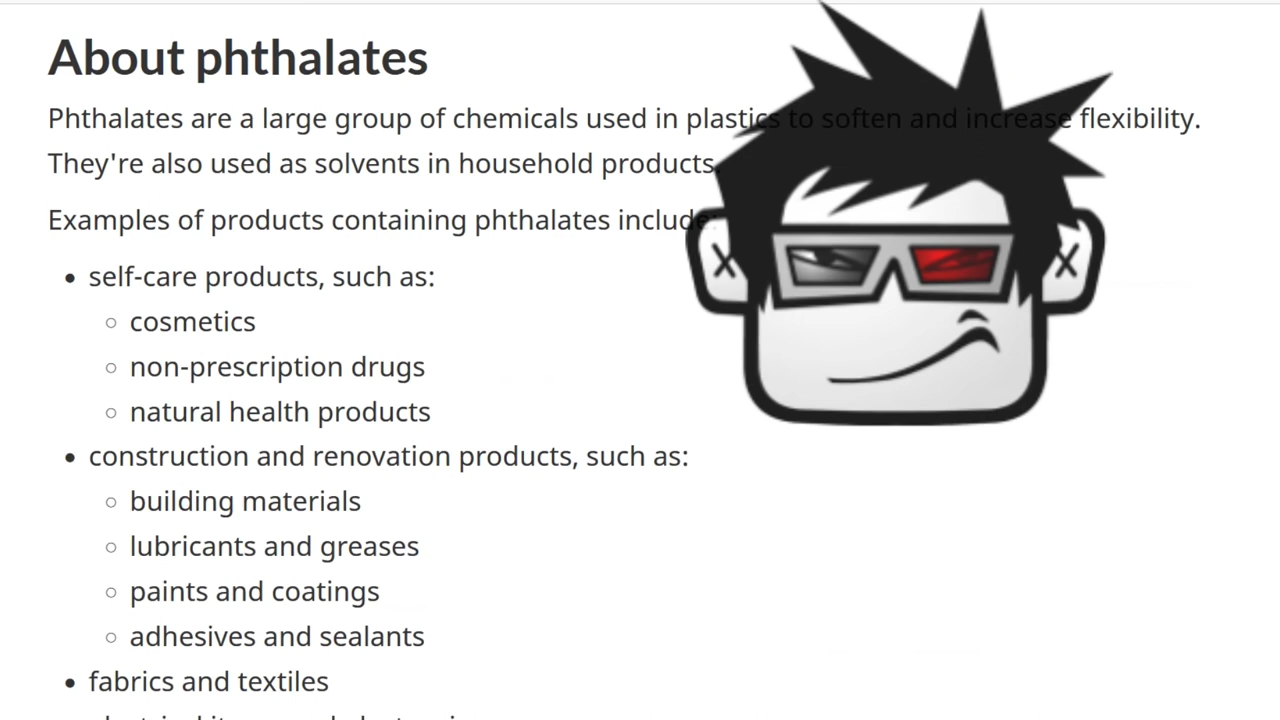 About phthalates
Phthalates are a large group of chemicals used in plastics to soften and increase flexibility.
They're also used as solvents in household products.
Examples of products containing phthalates include:
• self-care products, such as:
○ cosmetics
○ non-prescription drugs
○ natural health products
• construction and renovation products, such as:
○ building materials
○ lubricants and greases
○ paints and coatings
○ adhesives and sealants
• fabrics and textiles